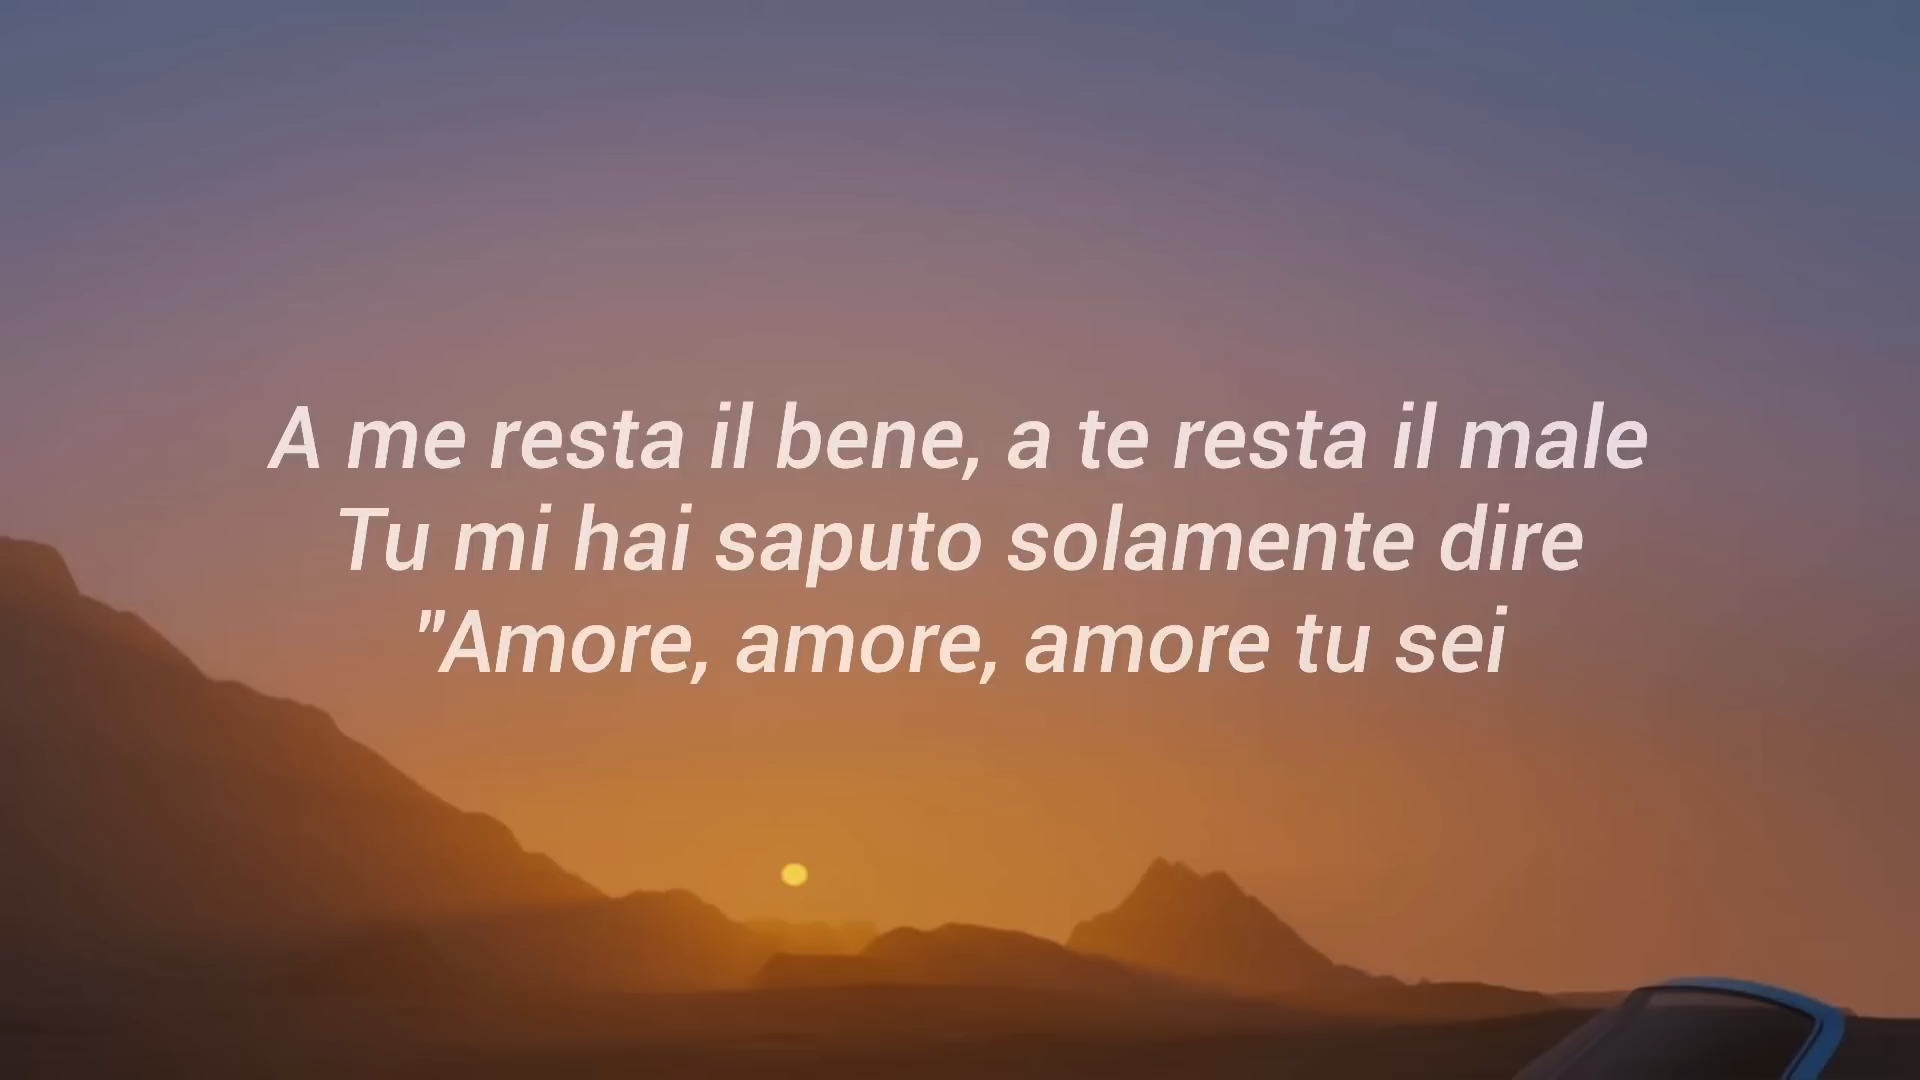 A me resta il bene, a te resta il male
Tu mi hai saputo solamente dire
"Amore, amore, amore tu sei